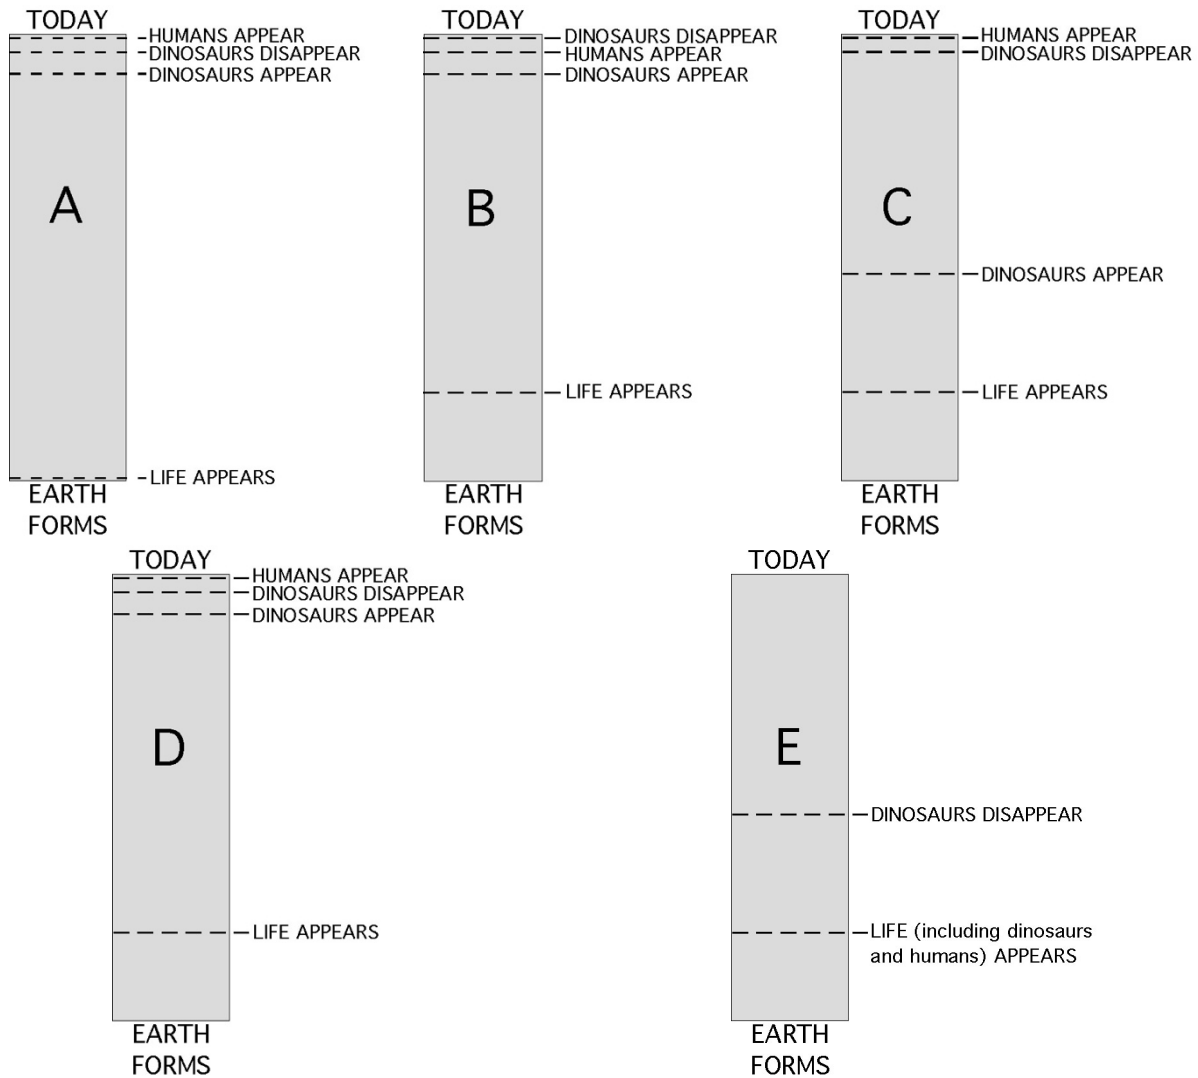 TODAY
HUMANS APPEAR
DINOSAURS DISAPPEAR
DINOSAURS APPEAR
A
LIFE APPEARS
EARTH
FORMS
TODAY
DINOSAURS DISAPPEAR
HUMANS APPEAR
DINOSAURS APPEAR
B
LIFE APPEARS
EARTH
FORMS
TODAY
HUMANS APPEAR
DINOSAURS DISAPPEAR
C
DINOSAURS APPEAR
LIFE APPEARS
EARTH
FORMS
TODAY
HUMANS APPEAR
DINOSAURS DISAPPEAR
DINOSAURS APPEAR
D
LIFE APPEARS
EARTH
FORMS
TODAY
E
DINOSAURS DISAPPEAR
LIFE (including dinosaurs
and humans) APPEARS
EARTH
FORMS